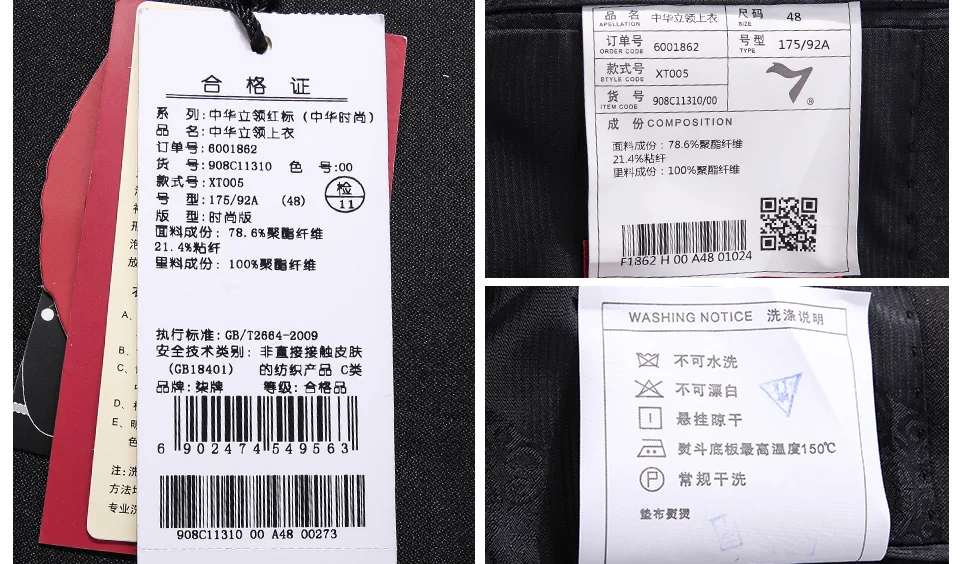 合格证
系 列:中华立领红标(中华时尚)
品 名:中华立领上衣
订单号:6001862
货 号:908C11310 色 号:00
款式号:XT005
号 型:175/92A (48)
版 型:时尚版
面料成份: 78.6%聚酯纤维
21.4%粘纤
里料成份: 100%聚酯纤维
检
11
执行标准: GB/T2664-2009
安全技术类别: 非直接接触皮肤
(GB18401) 的纺织产品 C类
品牌: 柒牌 等级: 合格品
6 902474 549563
908C11310 00 A48 00273
A、
B、
C、
D、
E、
注:洗
方法
专业洗
品 名 中华立领上衣 尺 码 48
APELLATION SIZE
订单号 6001862 号 型 175/92A
ORDER CODE TYPE
款式号 XT005
STYLE CODE
货 号 908C11310/00
ITEM CODE
®
成 份 COMPOSITION
面料成份: 78.6%聚酯纤维
21.4%粘纤
里料成份: 100%聚酯纤维
F1862 H 00 A48 01024
WASHING NOTICE 洗涤说明
不可水洗
不可漂白
悬挂晾干
熨斗底板最高温度150℃
P 常规干洗
垫布熨烫